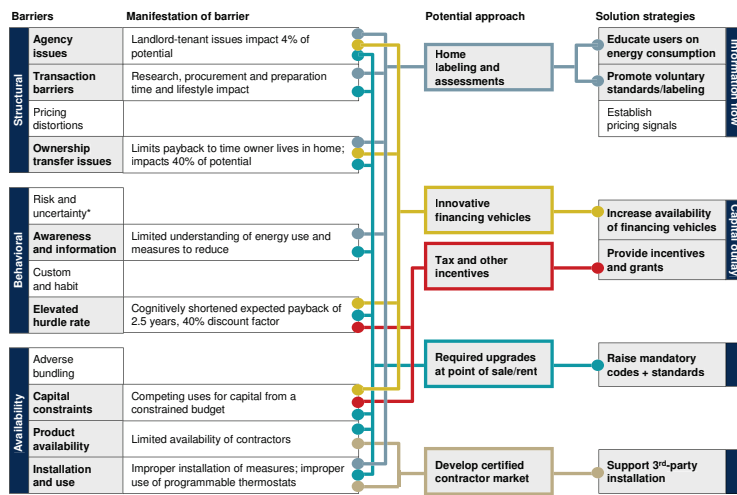 Barriers
Manifestation of barrier
Potential approach
Solution strategies
Structural
Agency
issues
Landlord-tenant issues impact 4% of
potential
Transaction
barriers
Research, procurement and preparation
time and lifestyle impact
Pricing
distortions
Ownership
transfer issues
Limits payback to time owner lives in home;
impacts 40% of potential
Behavioral
Risk and
uncertainty*
Awareness
and information
Limited understanding of energy use and
measures to reduce
Custom
and habit
Elevated
hurdle rate
Cognitively shortened expected payback of
2.5 years, 40% discount factor
Availability
Adverse
bundling
Capital
constraints
Competing uses for capital from a
constrained budget
Product
availability
Limited availability of contractors
Installation
and use
Improper installation of measures; improper
use of programmable thermostats
Home
labeling and
assessments
Innovative
financing vehicles
Tax and other
incentives
Required upgrades
at point of sale/rent
Develop certified
contractor market
Educate users on
energy consumption
Promote voluntary
standards/labeling
Establish
pricing signals
Information flow
Increase availability
of financing vehicles
Provide incentives
and grants
Capital outlay
Raise mandatory
codes + standards
Support 3rd-party
installation